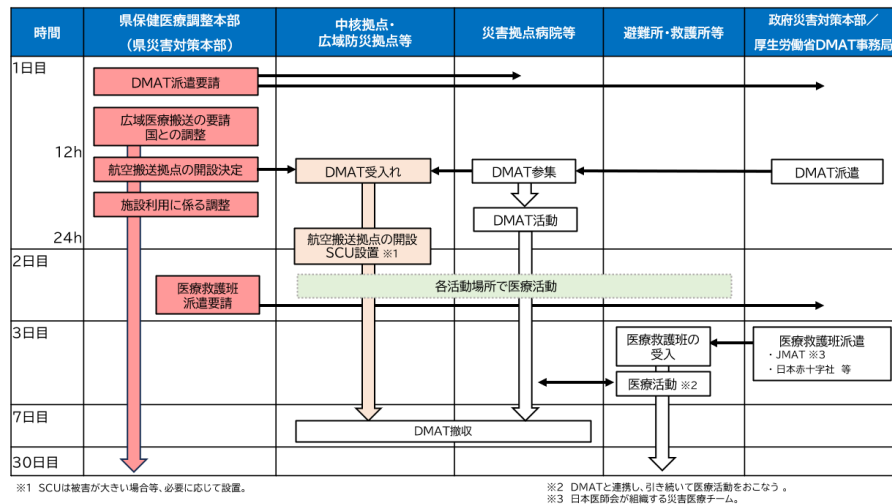 時間
県保健医療調整本部
（県災害対策本部）
中核拠点・
広域防災拠点等
災害拠点病院等
避難所・救護所等
政府災害対策本部／
厚生労働省DMAT事務局
1日目
DMAT派遣要請
広域医療搬送の要請
国との調整
12h
航空搬送拠点の開設決定
DMAT受入れ
DMAT参集
DMAT派遣
施設利用に係る調整
DMAT活動
24h
航空搬送拠点の開設
SCU設置 ※1
2日目
医療救護班
派遣要請
各活動場所で医療活動
3日目
医療救護班の
受入
医療救護班派遣
・JMAT ※3
・日本赤十字社 等
医療活動 ※2
7日目
DMAT撤収
30日目
※1 SCUは被害が大きい場合等、必要に応じて設置。
※2 DMATと連携し、引き続いて医療活動をおこなう 。
※3 日本医師会が組織する災害医療チーム。